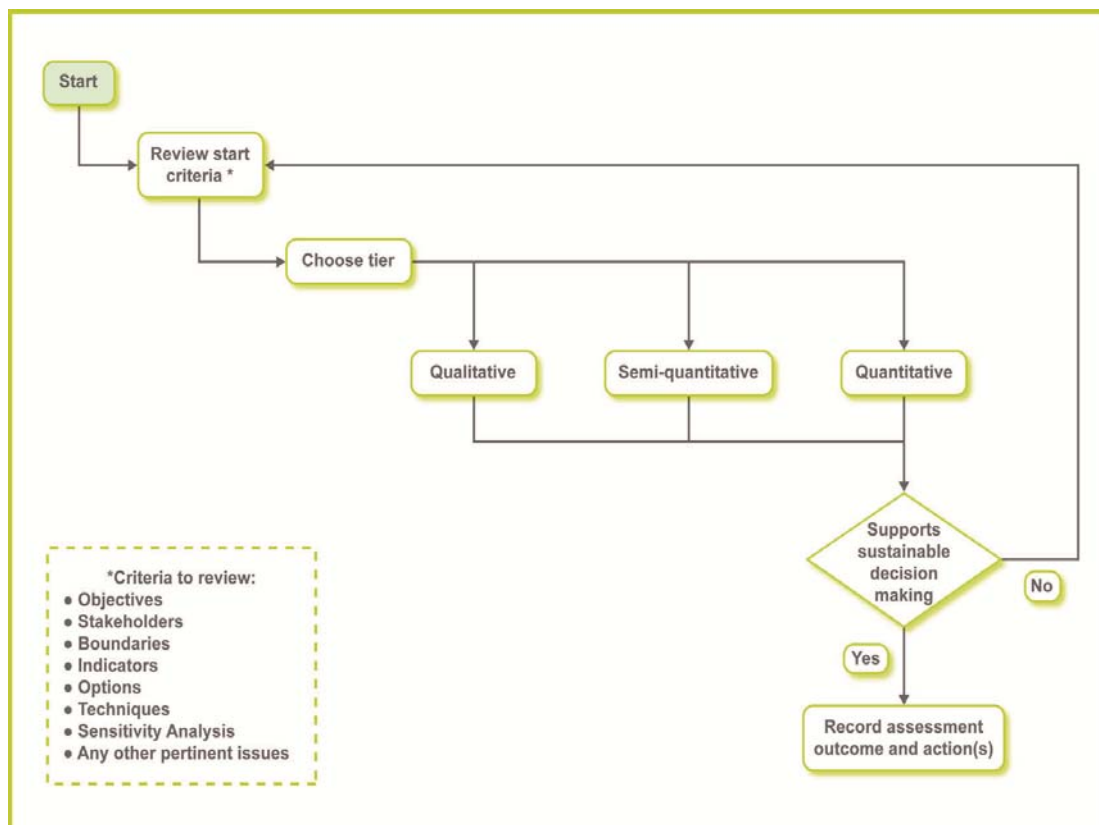 Start
Review start
criteria *
Choose tier
Qualitative
Semi-quantitative
Quantitative
Supports
sustainable
decision
making
No
Yes
Record assessment
outcome and action(s)
*Criteria to review:
● Objectives
● Stakeholders
● Boundaries
● Indicators
● Options
● Techniques
● Sensitivity Analysis
● Any other pertinent issues